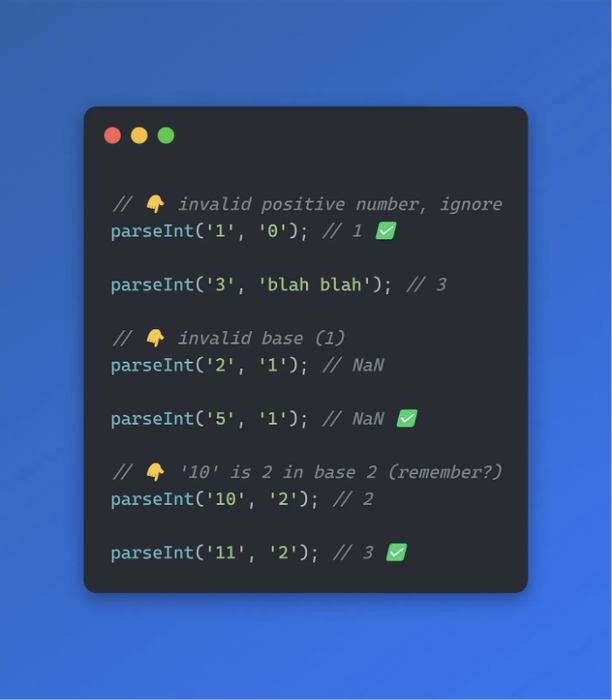 // 👇 invalid positive number, ignore
parseInt('1', '0'); // 1 ✅
parseInt('3', 'blah blah'); // 3
// 👇 invalid base (1)
parseInt('2', '1'); // NaN
parseInt('5', '1'); // NaN ✅
// 👇 '10' is 2 in base 2 (remember?)
parseInt('10', '2'); // 2
parseInt('11', '2'); // 3 ✅